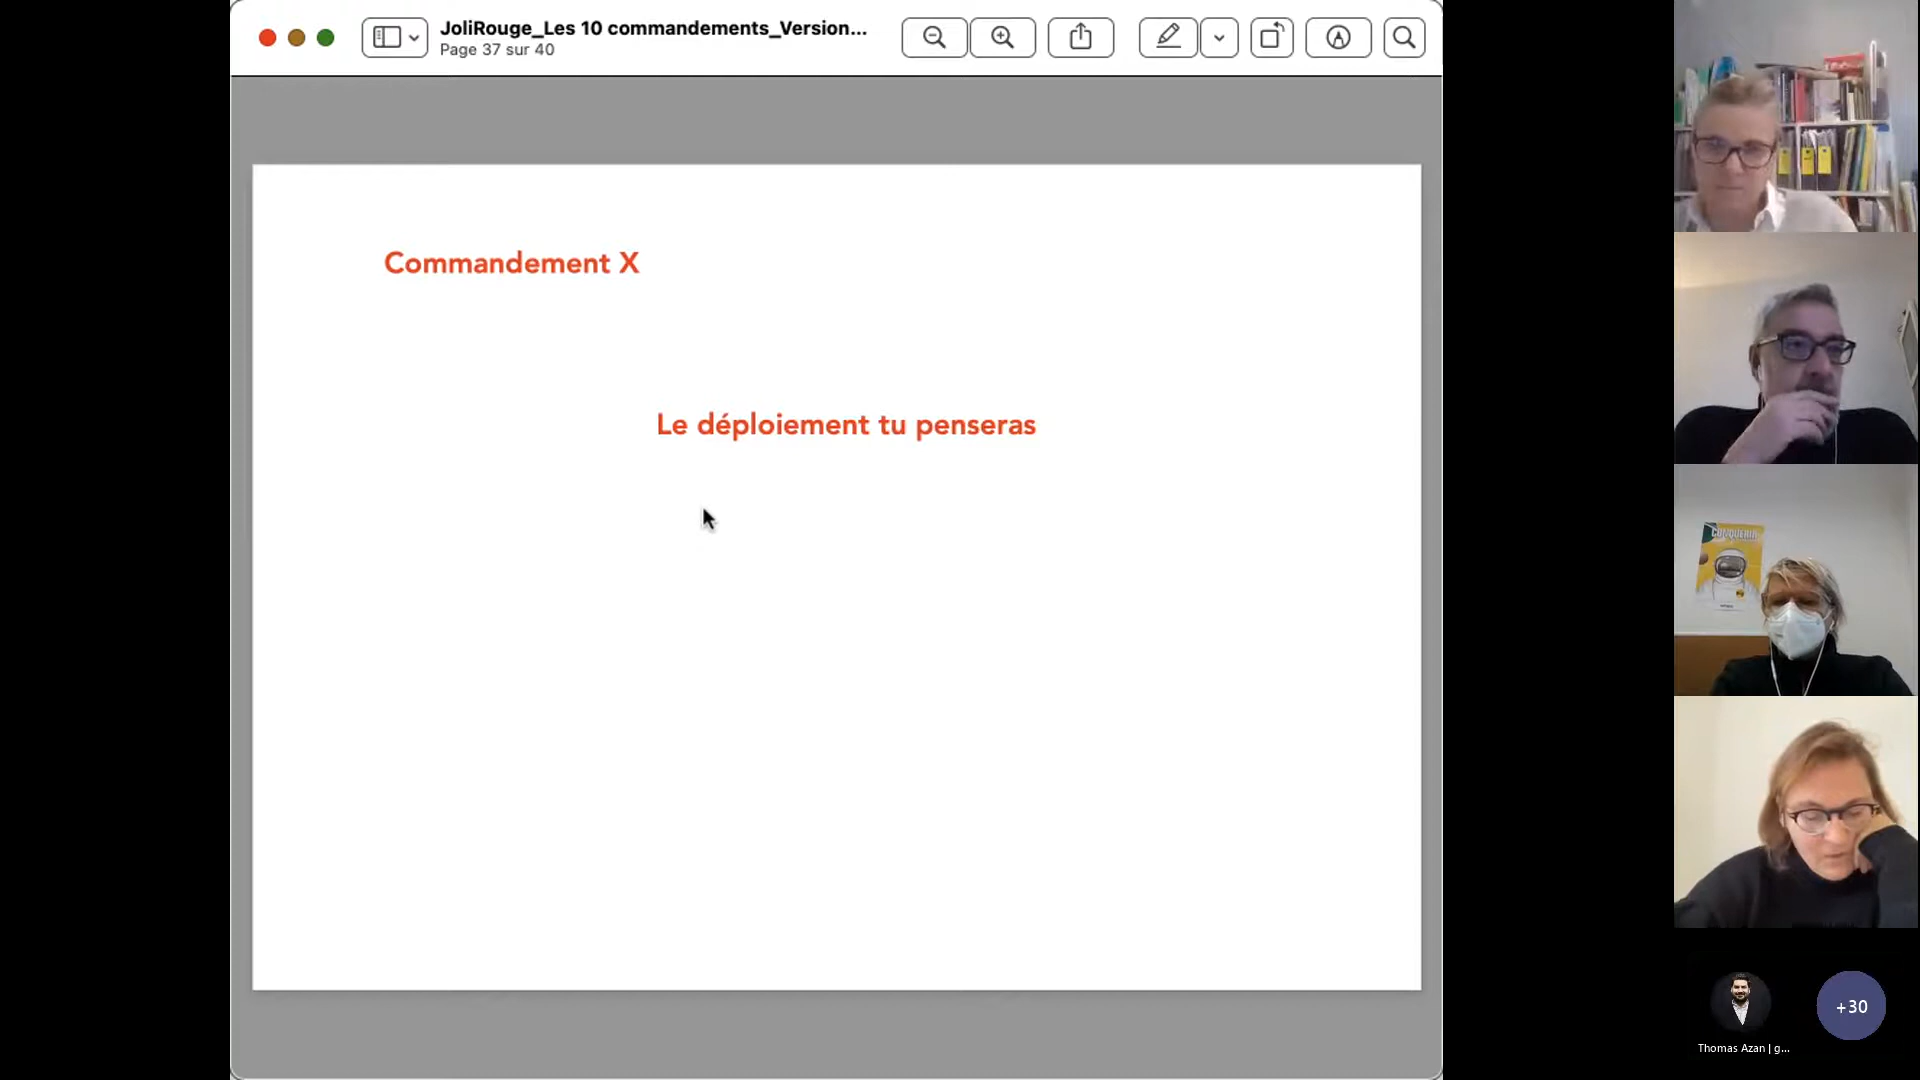 JoliRouge_Les 10 commandements_Version...
Page 37 sur 40
Commandement X
Le déploiement tu penseras
+30
Thomas Azan | g...